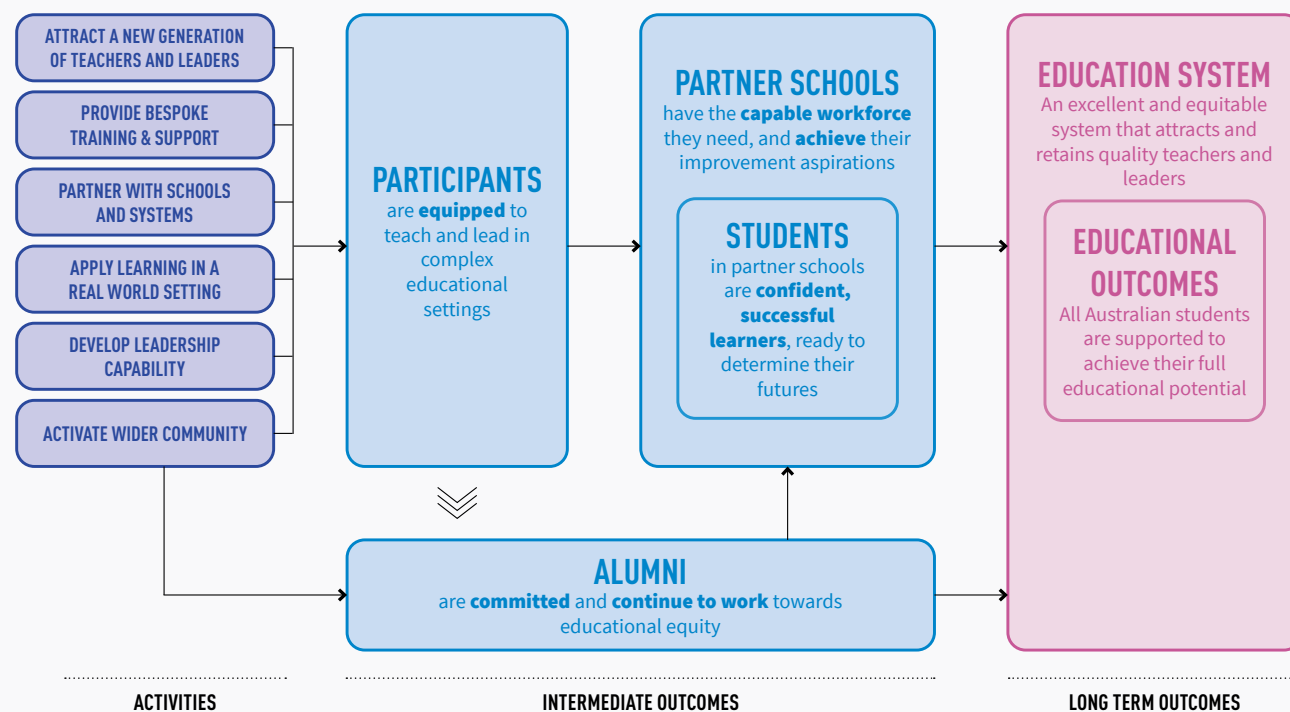 ATTRACT A NEW GENERATION
OF TEACHERS AND LEADERS
PROVIDE BESPOKE
TRAINING & SUPPORT
PARTNER WITH SCHOOLS
AND SYSTEMS
APPLY LEARNING IN A
REAL WORLD SETTING
DEVELOP LEADERSHIP
CAPABILITY
ACTIVATE WIDER COMMUNITY
PARTICIPANTS
are equipped to
teach and lead in
complex
educational
settings
PARTNER SCHOOLS
have the capable workforce
they need, and achieve their
improvement aspirations
STUDENTS
in partner schools
are confident,
successful
learners, ready to
determine their
futures
ALUMNI
are committed and continue to work towards
educational equity
EDUCATION SYSTEM
An excellent and equitable
system that attracts and
retains quality teachers and
leaders
EDUCATIONAL
OUTCOMES
All Australian students
are supported to
achieve their full
educational potential
ACTIVITIES
INTERMEDIATE OUTCOMES
LONG TERM OUTCOMES